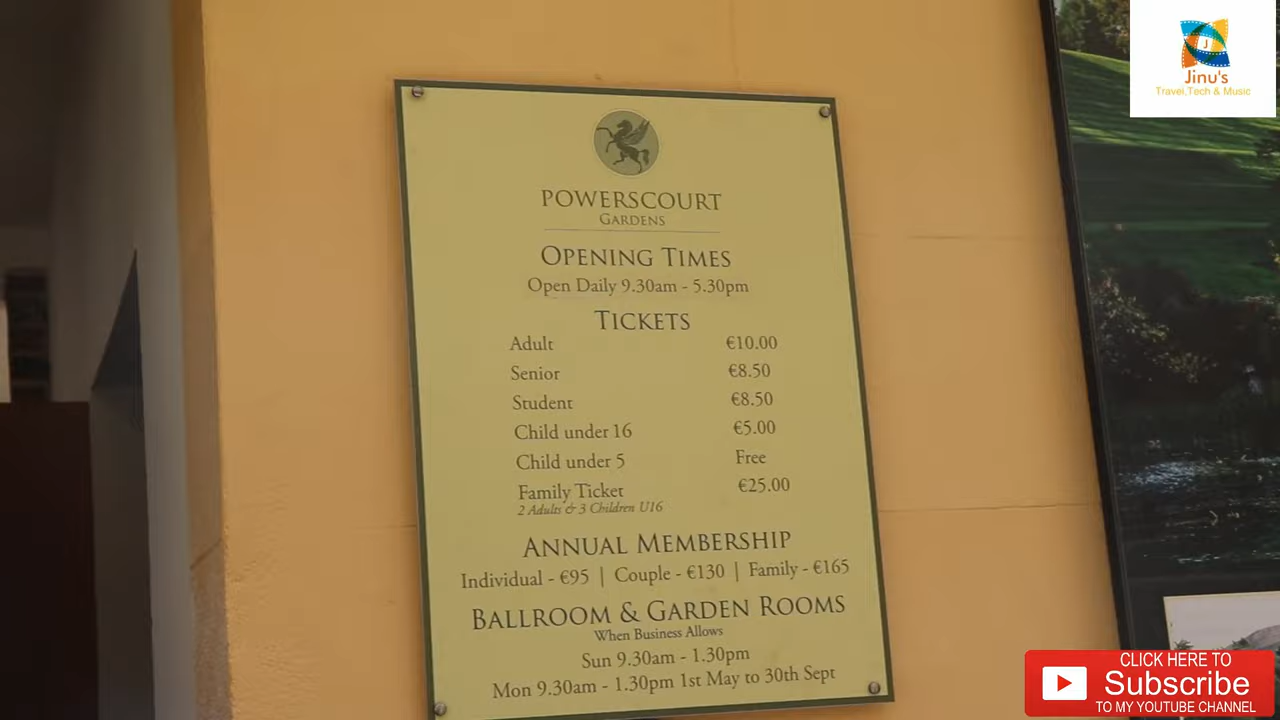 POWERSCOURT
GARDENS
OPENING TIMES
Open Daily 9.30am - 5.30pm
TICKETS
Adult €10.00
Senior €8.50
Student €8.50
Child under 16 €5.00
Child under 5 Free
Family Ticket €25.00
2 Adults & 3 Children U16
ANNUAL MEMBERSHIP
Individual - €95 | Couple - €130 | Family - €165
BALLROOM & GARDEN ROOMS
When Business Allows
Sun 9.30am - 1.30pm
Mon 9.30am - 1.30pm 1st May to 30th Sept
J
Jinu's
Travel,Tech & Music
CLICK HERE TO
Subscribe
TO MY YOUTUBE CHANNEL